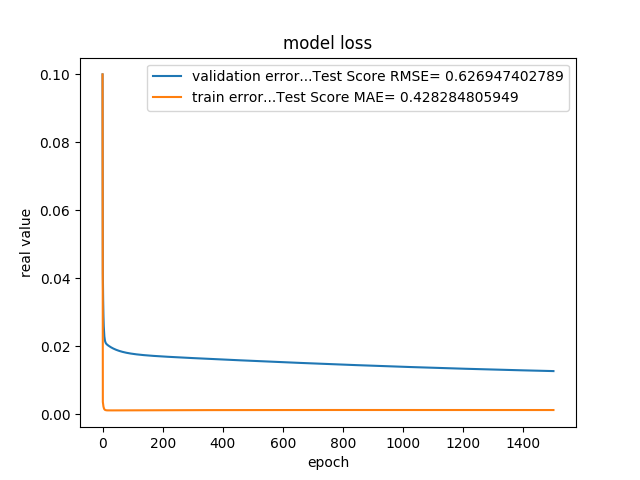 model loss
validation error...Test Score RMSE= 0.626947402789
train error...Test Score MAE= 0.428284805949
real value
0.10
0.08
0.06
0.04
0.02
0.00
0 200 400 600 800 1000 1200 1400
epoch